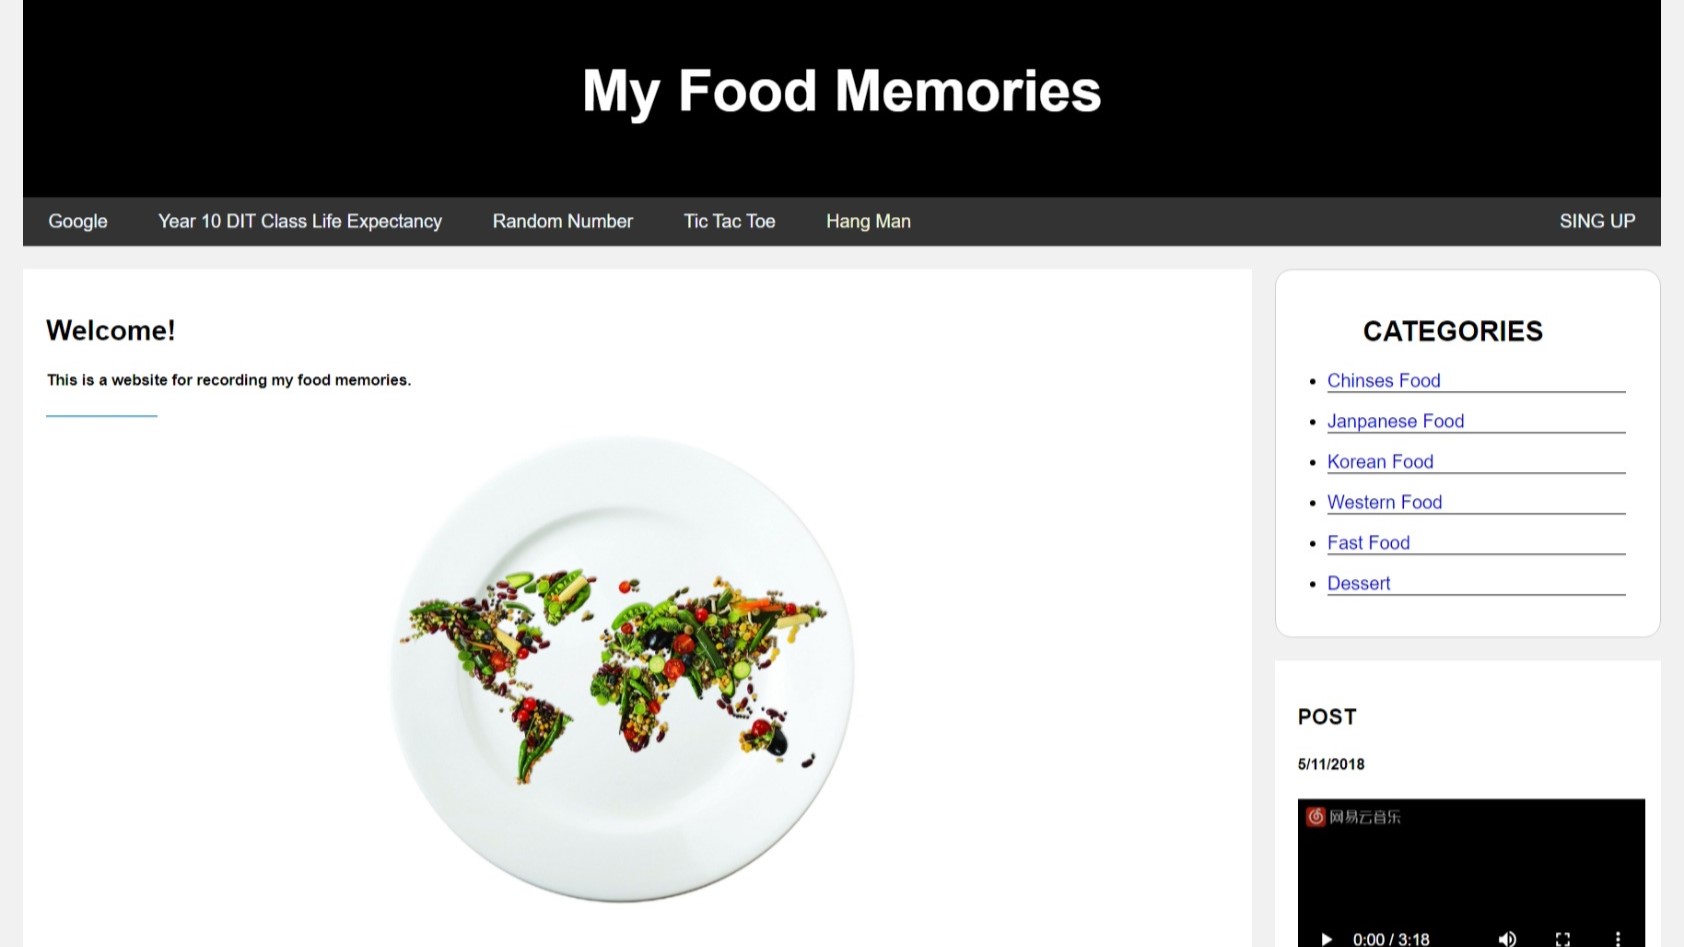 My Food Memories
Google Year 10 DIT Class Life Expectancy Random Number Tic Tac Toe Hang Man SING UP
Welcome!
This is a website for recording my food memories.
CATEGORIES
Chinses Food
Janpanese Food
Korean Food
Western Food
Fast Food
Dessert
POST
5/11/2018
网易云音乐
0:00 / 3:18